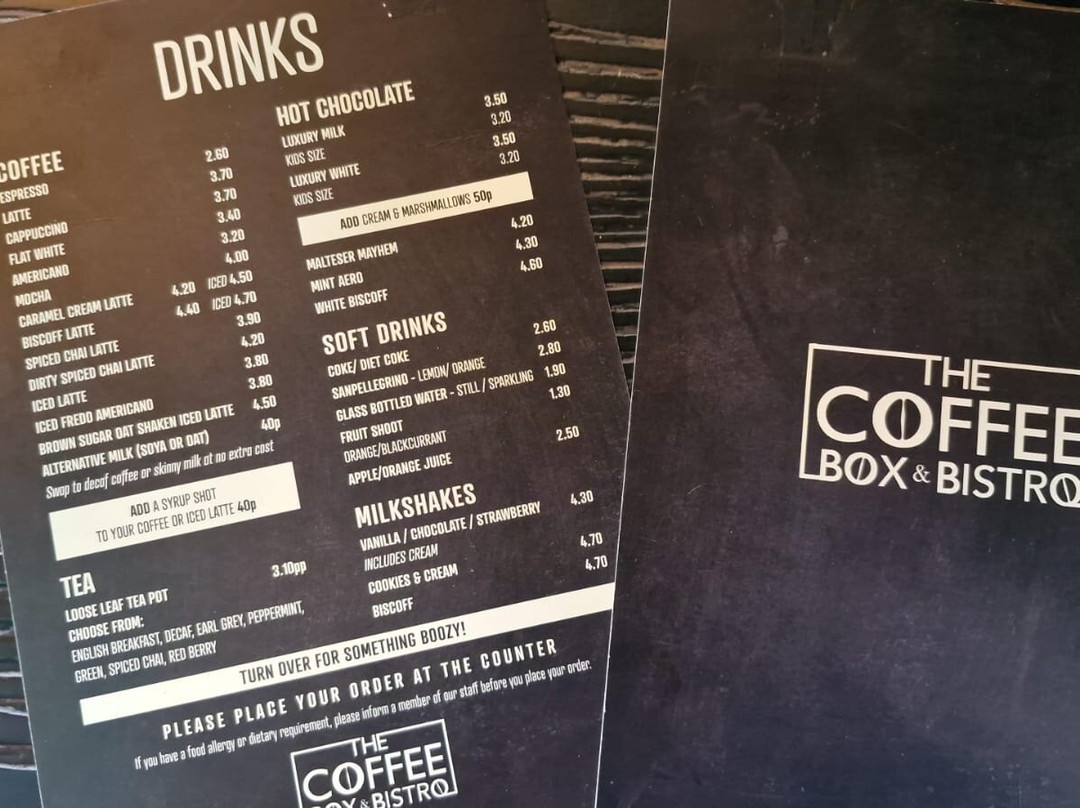 DRINKS
COFFEE
ESPRESSO 2.60
LATTE 3.70
CAPPUCCINO 3.70
FLAT WHITE 3.40
AMERICANO 3.20
MOCHA 4.00
CARAMEL CREAM LATTE 4.20 ICED 4.50
BISCOFF LATTE 4.40 ICED 4.70
SPICED CHAI LATTE 3.90
DIRTY SPICED CHAI LATTE 4.20
ICED LATTE 3.80
ICED FREDO AMERICANO 3.80
BROWN SUGAR OAT SHAKEN ICED LATTE 4.50
ALTERNATIVE MILK (SOYA OR OAT) 40p
Swap to decaf coffee or skinny milk at no extra cost
ADD A SYRUP SHOT
TO YOUR COFFEE OR ICED LATTE 40p
TEA
LOOSE LEAF TEA POT 3.10pp
CHOOSE FROM:
ENGLISH BREAKFAST, DECAF, EARL GREY, PEPPERMINT,
GREEN, SPICED CHAI, RED BERRY
HOT CHOCOLATE
LUXURY MILK 3.50
KIDS SIZE 3.20
LUXURY WHITE 3.50
KIDS SIZE 3.20
ADD CREAM & MARSHMALLOWS 50p
MALTESER MAYHEM 4.20
MINT AERO 4.30
WHITE BISCOFF 4.60
SOFT DRINKS
COKE/ DIET COKE 2.60
SANPELLEGRINO - LEMON/ ORANGE 2.80
GLASS BOTTLED WATER - STILL / SPARKLING 1.90
FRUIT SHOOT 1.30
ORANGE/BLACKCURRANT
APPLE/ORANGE JUICE 2.50
MILKSHAKES
VANILLA / CHOCOLATE / STRAWBERRY 4.30
INCLUDES CREAM
COOKIES & CREAM 4.70
BISCOFF 4.70
TURN OVER FOR SOMETHING BOOZY!
PLEASE PLACE YOUR ORDER AT THE COUNTER
If you have a food allergy or dietary requirement, please inform a member of our staff before you place your order.
THE
COFFEE
BOX & BISTRO
THE
COFFEE
BOX & BISTRO